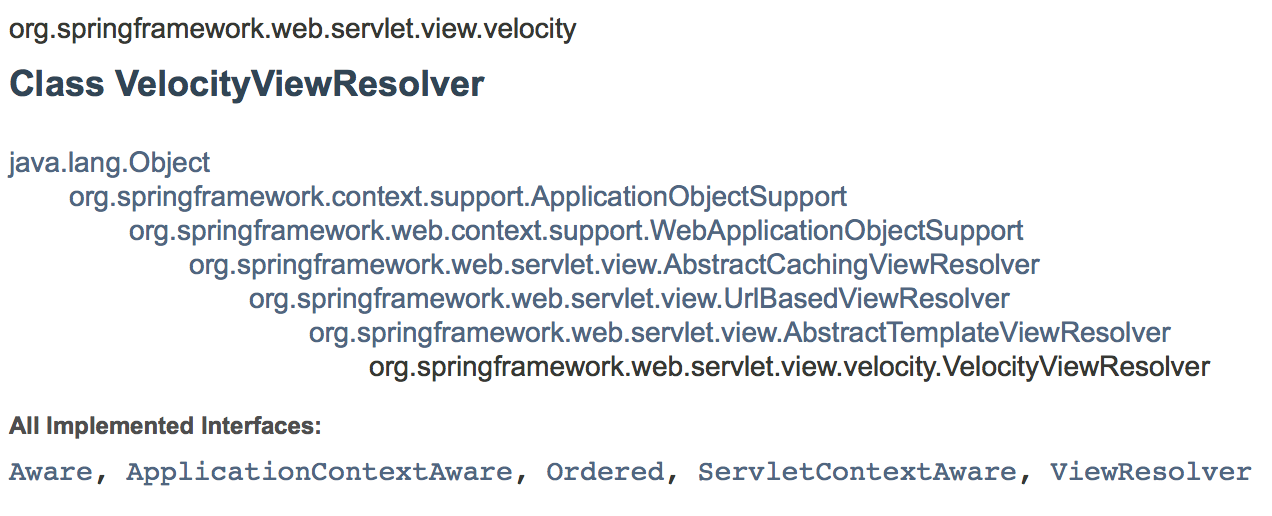 org.springframework.web.servlet.view.velocity
Class VelocityViewResolver
java.lang.Object
org.springframework.context.support.ApplicationObjectSupport
org.springframework.web.context.support.WebApplicationObjectSupport
org.springframework.web.servlet.view.AbstractCachingViewResolver
org.springframework.web.servlet.view.UrlBasedViewResolver
org.springframework.web.servlet.view.AbstractTemplateViewResolver
org.springframework.web.servlet.view.velocity.VelocityViewResolver
All Implemented Interfaces:
Aware, ApplicationContextAware, Ordered, ServletContextAware, ViewResolver